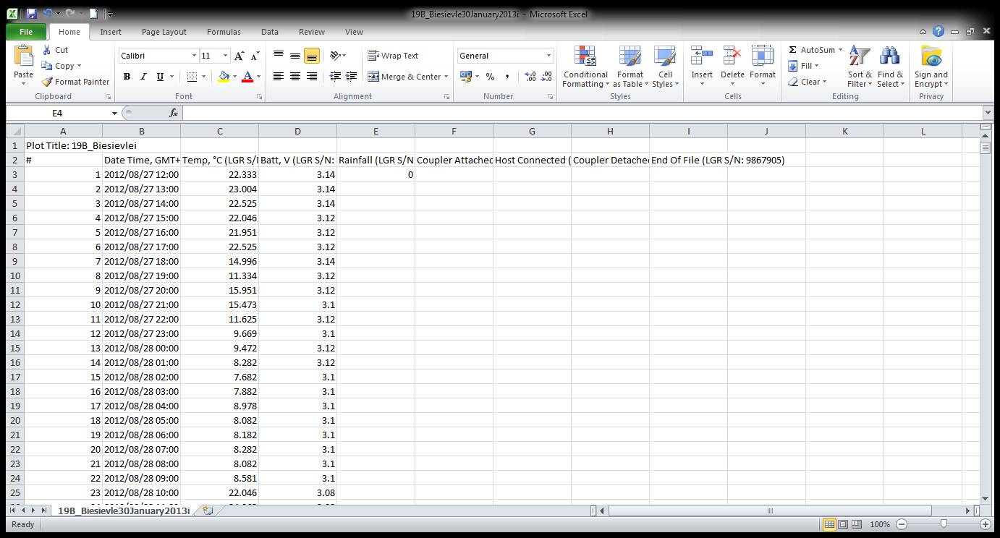 19B_Biesievle30January2013i - Microsoft Excel
File Home Insert Page Layout Formulas Data Review View
Paste Cut Calibri 11 Wrap Text General Conditional Formatting Format as Table Cell Styles Insert Delete Format AutoSum Sort & Filter Find & Select Sign and Encrypt
Copy Fill
Format Painter B I U A Merge & Center % , Clear
Clipboard Font Alignment Number Styles Cells Editing Privacy
E4 fx
A B C D E F G H I J K L
1 Plot Title: 19B_Biesievlei
2 # Date Time, GMT+ Temp, °C (LGR S/ Batt, V (LGR S/N: Rainfall (LGR S/N Coupler Attached Host Connected ( Coupler Detache End Of File (LGR S/N: 9867905)
3 1 2012/08/27 12:00 22.333 3.14 0
4 2 2012/08/27 13:00 23.004 3.14
5 3 2012/08/27 14:00 22.525 3.14
6 4 2012/08/27 15:00 22.046 3.12
7 5 2012/08/27 16:00 21.951 3.12
8 6 2012/08/27 17:00 22.525 3.12
9 7 2012/08/27 18:00 14.996 3.14
10 8 2012/08/27 19:00 11.334 3.12
11 9 2012/08/27 20:00 15.951 3.12
12 10 2012/08/27 21:00 15.473 3.1
13 11 2012/08/27 22:00 11.625 3.12
14 12 2012/08/27 23:00 9.669 3.1
15 13 2012/08/28 00:00 9.472 3.12
16 14 2012/08/28 01:00 8.282 3.12
17 15 2012/08/28 02:00 7.682 3.1
18 16 2012/08/28 03:00 7.882 3.1
19 17 2012/08/28 04:00 8.978 3.1
20 18 2012/08/28 05:00 8.082 3.1
21 19 2012/08/28 06:00 8.182 3.1
22 20 2012/08/28 07:00 8.282 3.1
23 21 2012/08/28 08:00 8.082 3.1
24 22 2012/08/28 09:00 8.581 3.1
25 23 2012/08/28 10:00 22.046 3.08
19B_Biesievle30January2013i
Ready 100%